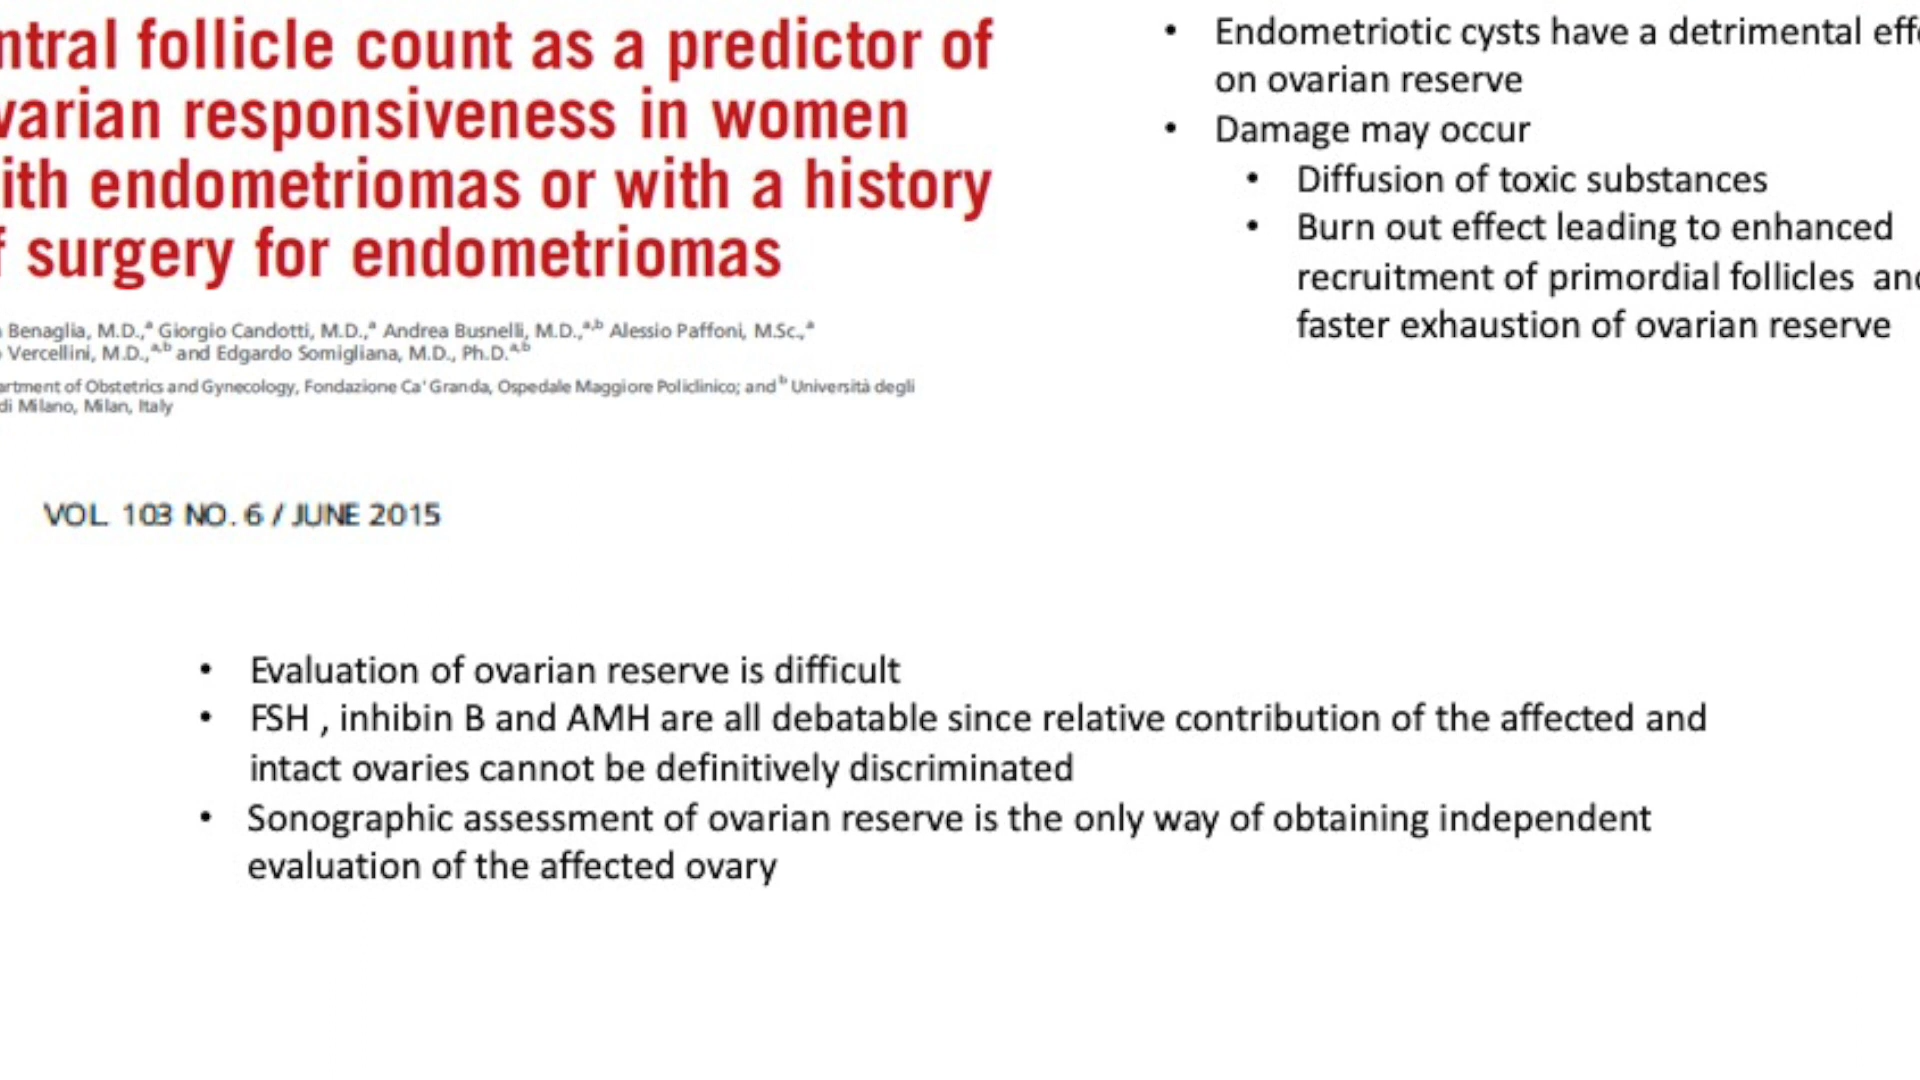 ntral follicle count as a predictor of
varian responsiveness in women
ith endometriomas or with a history
f surgery for endometriomas
Benaglia, M.D.,a Giorgio Candotti, M.D.,a Andrea Busnelli, M.D.,a,b Alessio Paffoni, M.Sc.,a
Vercellini, M.D.,a,b and Edgardo Somigliana, M.D., Ph.D.a,b
artment of Obstetrics and Gynecology, Fondazione Ca' Granda, Ospedale Maggiore Policlinico; and b Università degli
di Milano, Milan, Italy
VOL. 103 NO. 6 / JUNE 2015
• Endometriotic cysts have a detrimental effe
on ovarian reserve
• Damage may occur
• Diffusion of toxic substances
• Burn out effect leading to enhanced
recruitment of primordial follicles and
faster exhaustion of ovarian reserve
• Evaluation of ovarian reserve is difficult
• FSH , inhibin B and AMH are all debatable since relative contribution of the affected and
intact ovaries cannot be definitively discriminated
• Sonographic assessment of ovarian reserve is the only way of obtaining independent
evaluation of the affected ovary